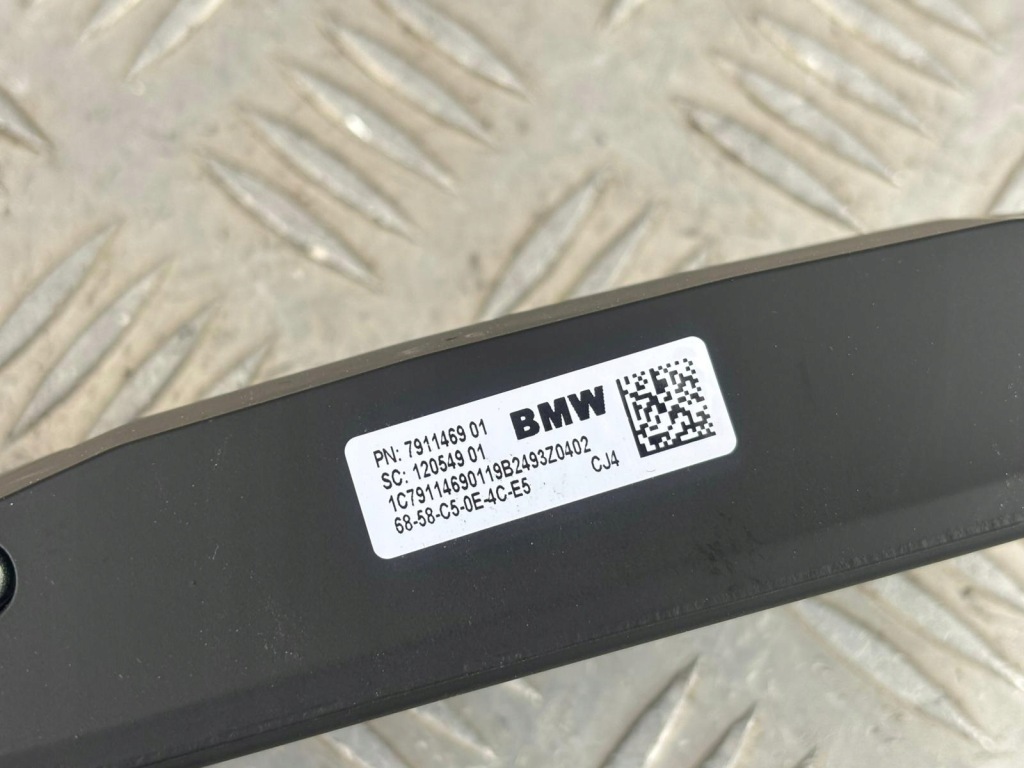 BMW
PN: 7911469 01
SC: 120549 01
1C79114690119B2493Z0402
68-58-C5-0E-4C-E5
CJ4